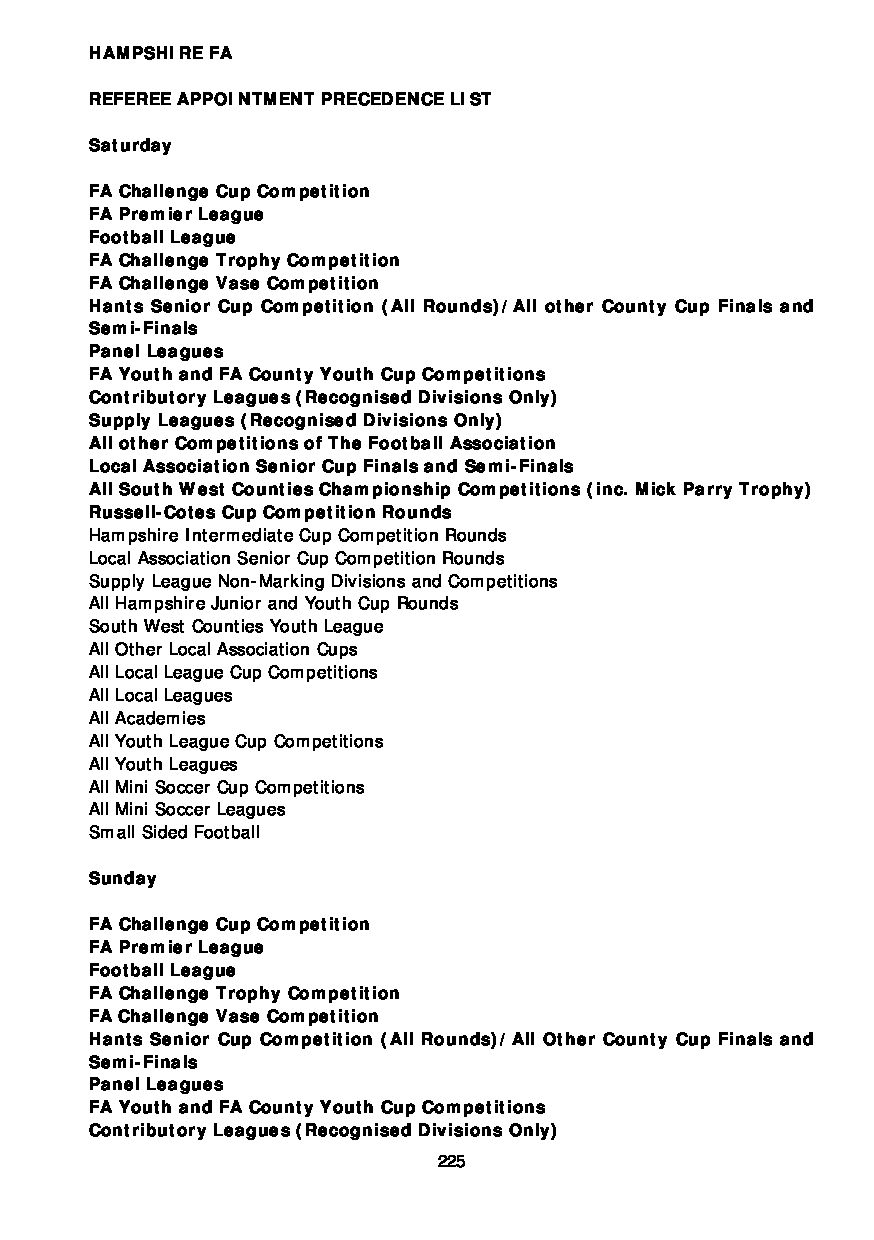 HAMPSHIRE FA
REFEREE APPOINTMENT PRECEDENCE LIST
Saturday
FA Challenge Cup Competition
FA Premier League
Football League
FA Challenge Trophy Competition
FA Challenge Vase Competition
Hants Senior Cup Competition (All Rounds)/All other County Cup Finals and
Semi-Finals
Panel Leagues
FA Youth and FA County Youth Cup Competitions
Contributory Leagues (Recognised Divisions Only)
Supply Leagues (Recognised Divisions Only)
All other Competitions of The Football Association
Local Association Senior Cup Finals and Semi-Finals
All South West Counties Championship Competitions (inc. Mick Parry Trophy)
Russell-Cotes Cup Competition Rounds
Hampshire Intermediate Cup Competition Rounds
Local Association Senior Cup Competition Rounds
Supply League Non-Marking Divisions and Competitions
All Hampshire Junior and Youth Cup Rounds
South West Counties Youth League
All Other Local Association Cups
All Local League Cup Competitions
All Local Leagues
All Academies
All Youth League Cup Competitions
All Youth Leagues
All Mini Soccer Cup Competitions
All Mini Soccer Leagues
Small Sided Football
Sunday
FA Challenge Cup Competition
FA Premier League
Football League
FA Challenge Trophy Competition
FA Challenge Vase Competition
Hants Senior Cup Competition (All Rounds)/All Other County Cup Finals and
Semi-Finals
Panel Leagues
FA Youth and FA County Youth Cup Competitions
Contributory Leagues (Recognised Divisions Only)
225